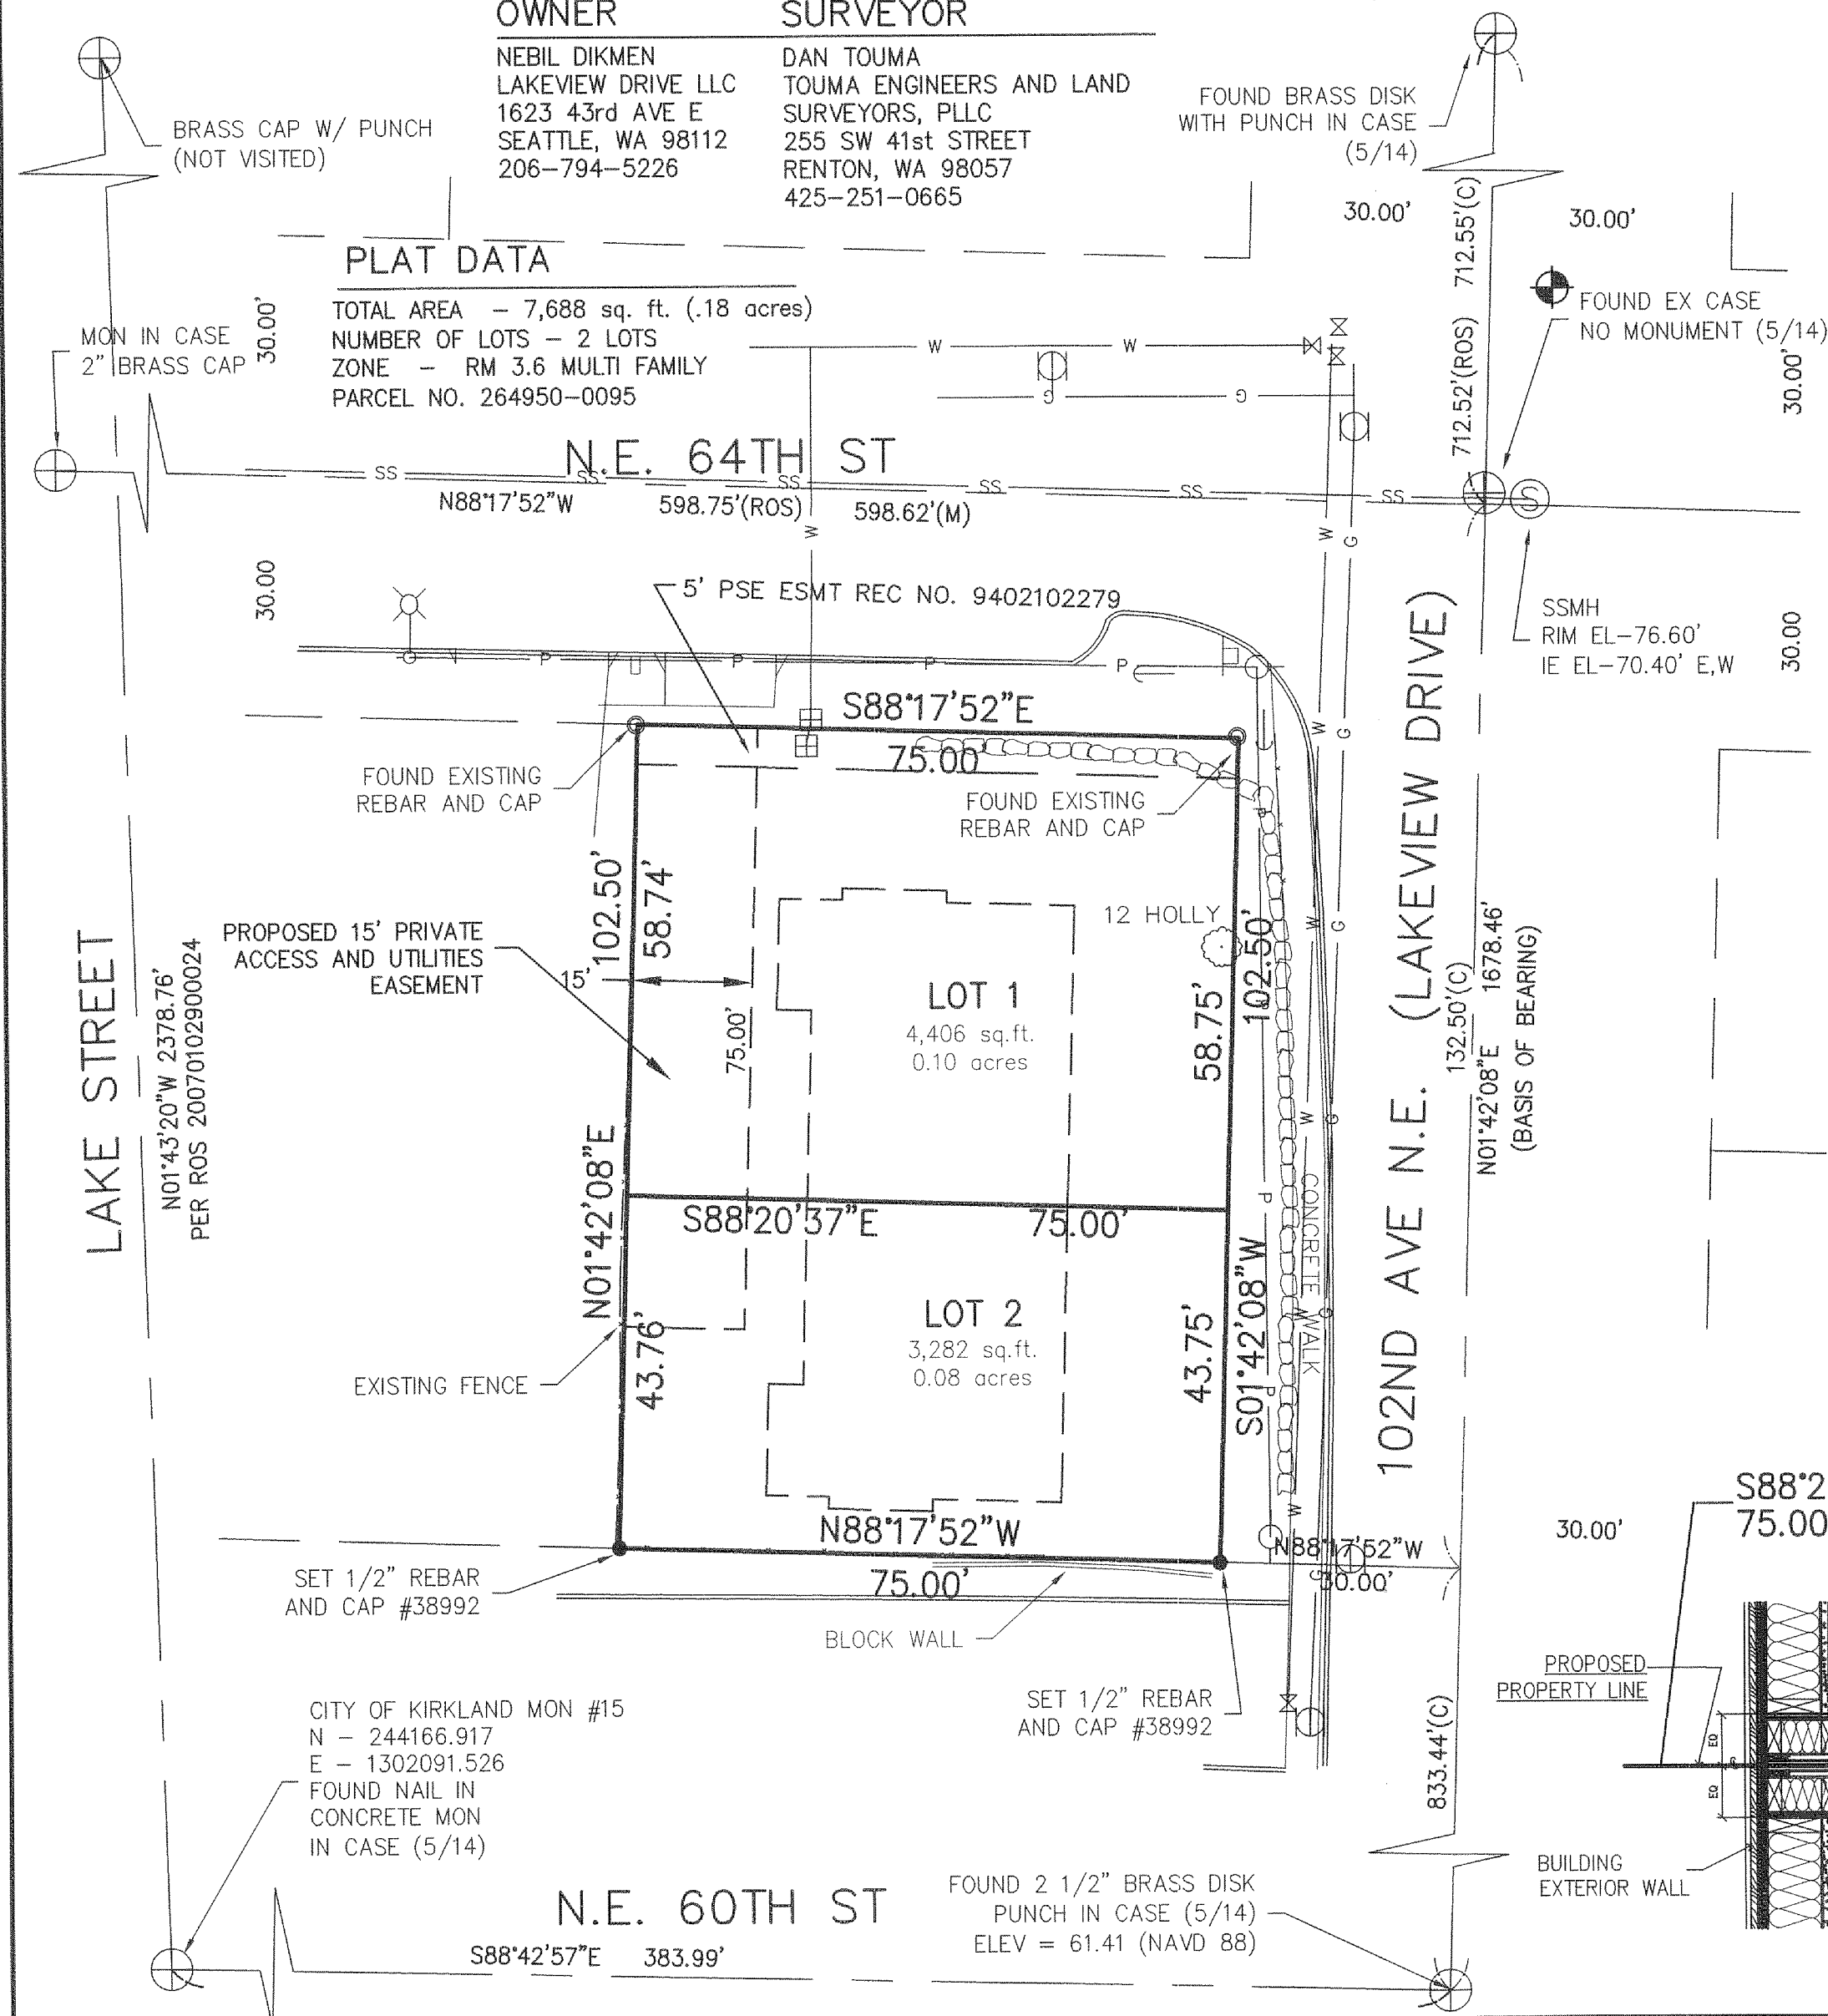 OWNER
NEBIL DIKMEN
LAKEVIEW DRIVE LLC
1623 43rd AVE E
SEATTLE, WA 98112
206-794-5226
SURVEYOR
DAN TOUMA
TOUMA ENGINEERS AND LAND
SURVEYORS, PLLC
255 SW 41st STREET
RENTON, WA 98057
425-251-0665
BRASS CAP W/ PUNCH
(NOT VISITED)
FOUND BRASS DISK
WITH PUNCH IN CASE
(5/14)
30.00'
712.52'(ROS) 712.55'(C)
30.00'
PLAT DATA
TOTAL AREA - 7,688 sq. ft. (.18 acres)
NUMBER OF LOTS - 2 LOTS
ZONE - RM 3.6 MULTI FAMILY
PARCEL NO. 264950-0095
MON IN CASE
2" BRASS CAP
30.00'
FOUND EX CASE
NO MONUMENT (5/14)
30.00'
W W
G G
N.E. 64TH ST
SS SS SS SS SS SS
N88°17'52"W 598.75'(ROS) 598.62'(M)
W
W
G
S
30.00
5' PSE ESMT REC NO. 9402102279
SSMH
RIM EL-76.60'
IE EL-70.40' E,W
30.00
P P P P
S88°17'52"E
75.00'
W
G
FOUND EXISTING
REBAR AND CAP
FOUND EXISTING
REBAR AND CAP
102.50'
58.74'
12 HOLLY
102.50'
58.75'
W
G
PROPOSED 15' PRIVATE
ACCESS AND UTILITIES
EASEMENT
15'
75.00'
LOT 1
4,406 sq.ft.
0.10 acres
LAKE STREET
N01°43'20"W 2378.76'
PER ROS 20070102900024
102ND AVE N.E. (LAKEVIEW DRIVE)
132.50'(C)
N01°42'08"E 1678.46'
(BASIS OF BEARING)
W
G
N01°42'08"E
S88°20'37"E 75.00'
P
CONCRETE WALK
S01°42'08"W
LOT 2
3,282 sq.ft.
0.08 acres
43.76'
43.75'
W
G
P
EXISTING FENCE
N88°17'52"W
75.00'
W
N88°17'52"W
30.00'
G
30.00'
S88°2
75.00
SET 1/2" REBAR
AND CAP #38992
BLOCK WALL
SET 1/2" REBAR
AND CAP #38992
PROPOSED
PROPERTY LINE
EQ
EQ
833.44'(C)
BUILDING
EXTERIOR WALL
CITY OF KIRKLAND MON #15
N - 244166.917
E - 1302091.526
FOUND NAIL IN
CONCRETE MON
IN CASE (5/14)
N.E. 60TH ST
S88°42'57"E 383.99'
FOUND 2 1/2" BRASS DISK
PUNCH IN CASE (5/14)
ELEV = 61.41 (NAVD 88)